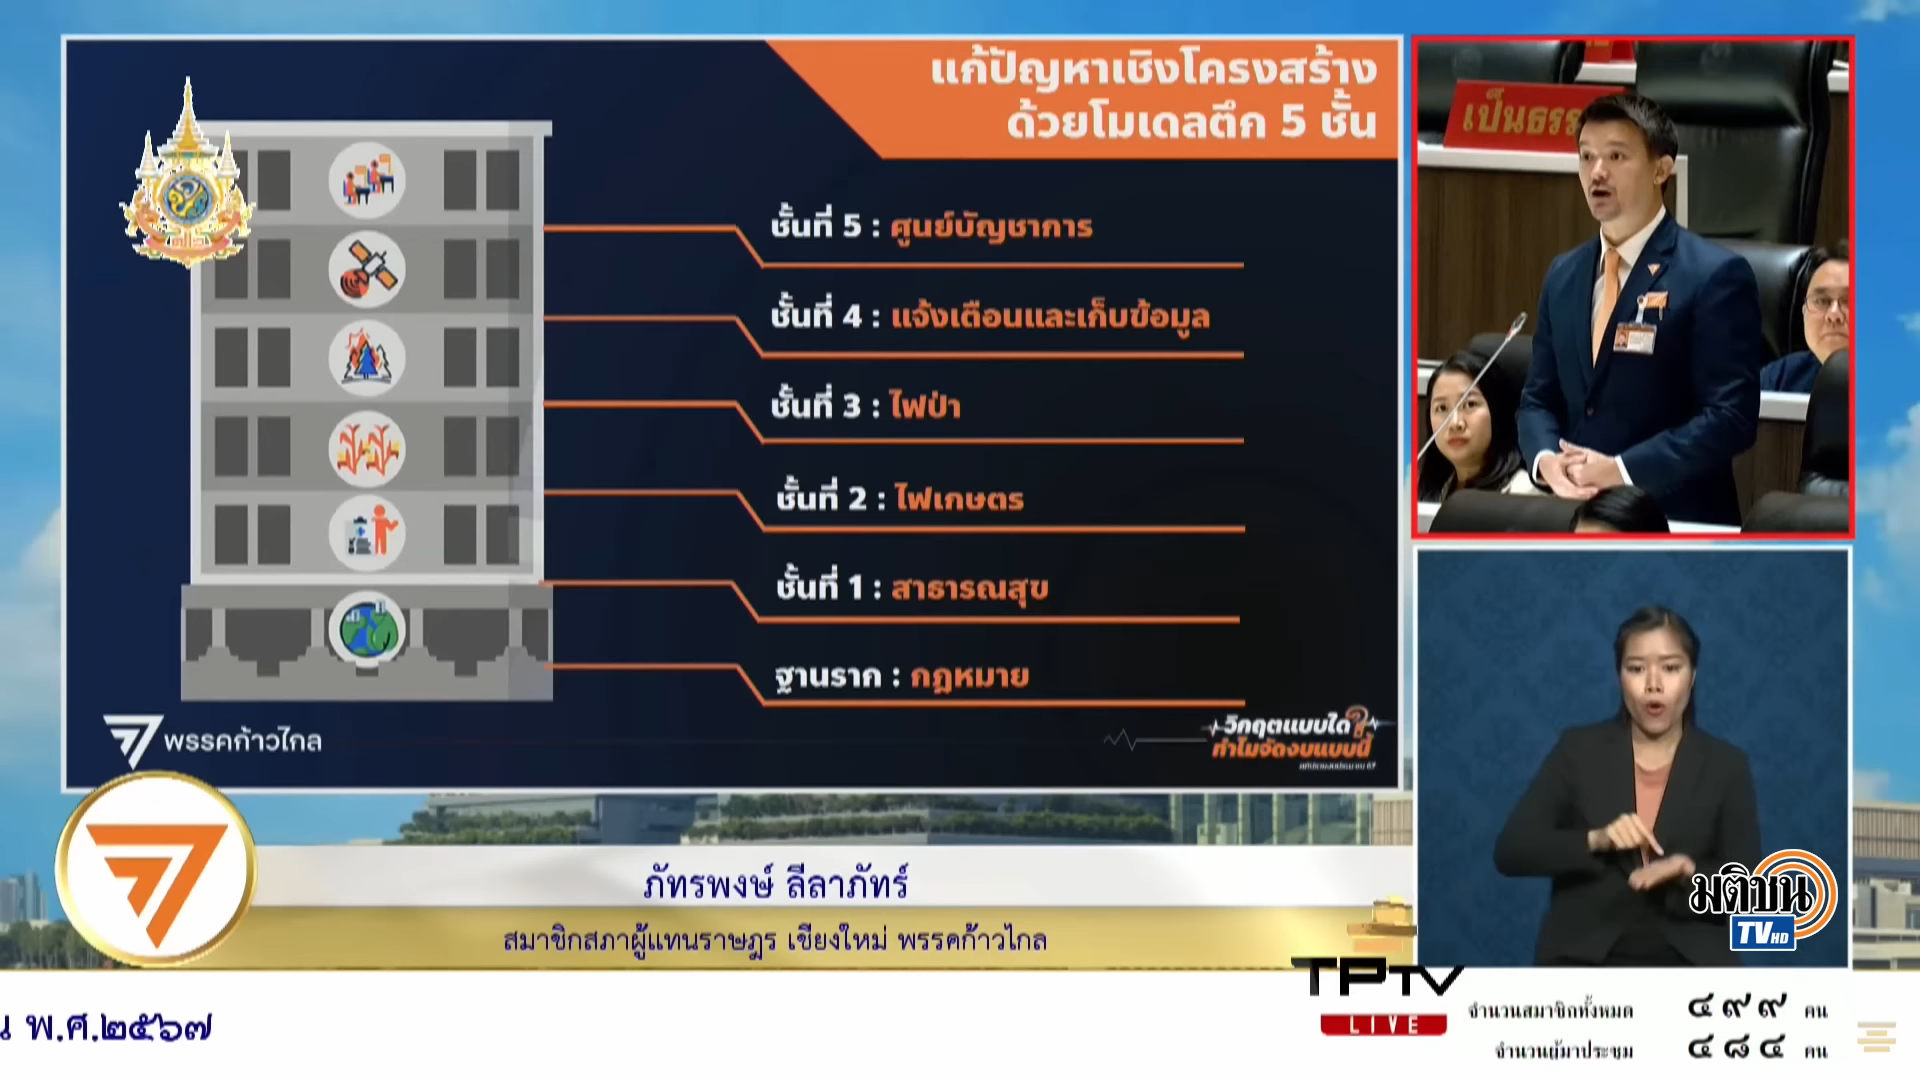 แก้ปัญหาเชิงโครงสร้าง
ด้วยโมเดลตึก 5 ชั้น
ชั้นที่ 5 : ศูนย์บัญชาการ
ชั้นที่ 4 : แจ้งเตือนและเก็บข้อมูล
ชั้นที่ 3 : ไฟป่า
ชั้นที่ 2 : ไฟเกษตร
ชั้นที่ 1 : สาธารณสุข
ฐานราก : กฎหมาย
พรรคก้าวไกล
วิกฤตแบบใด?
ทำไมจัดงบแบบนี้
เป็นธรร
ภัทรพงษ์ ลีลาภัทร์
สมาชิกสภาผู้แทนราษฎร เชียงใหม่ พรรคก้าวไกล
มติชน
TV HD
TPTV
LIVE
น พ.ศ.๒๕๖๗
จำนวนสมาชิกทั้งหมด ๔๙๙ คน
จำนวนผู้มาประชุม ๔๘๔ คน